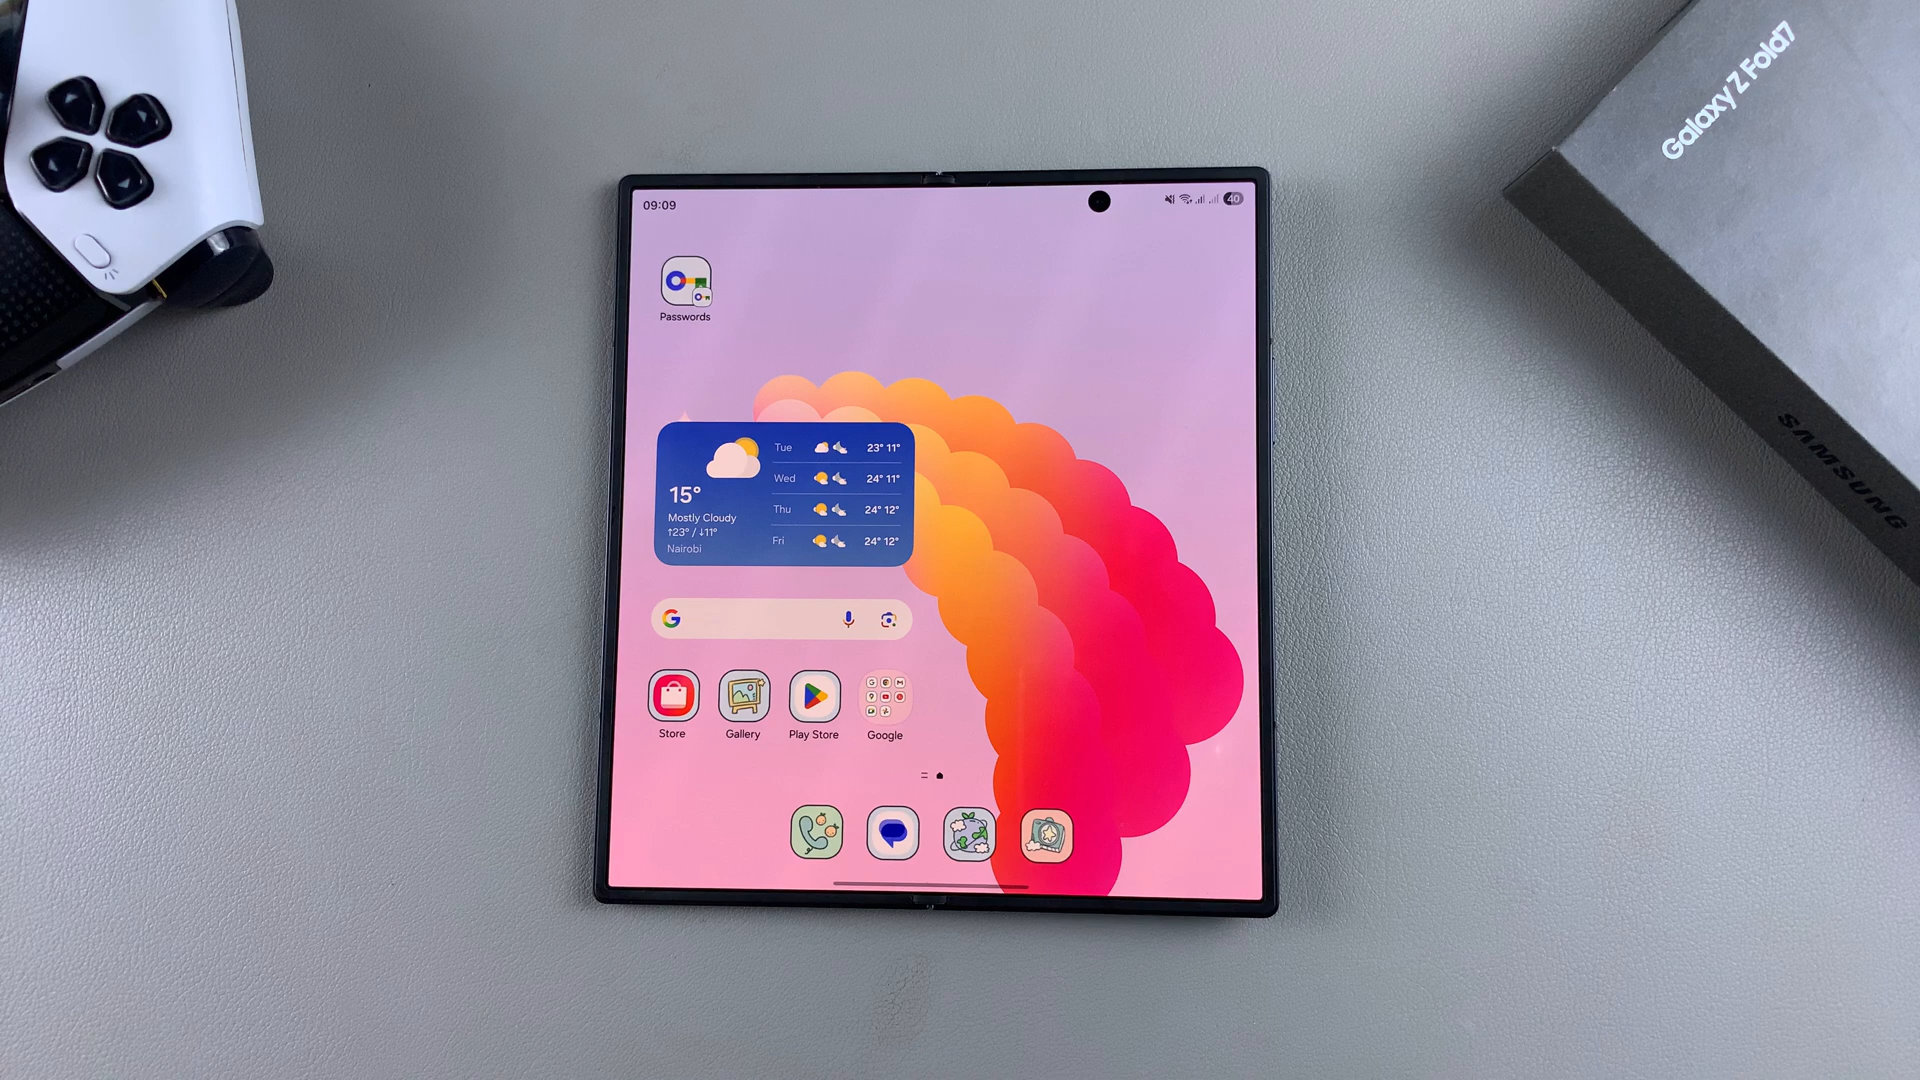 Galaxy Z Fold7
SAMSUNG
09:09
40
Passwords
15°
Mostly Cloudy
↑23° / ↓11°
Nairobi
Tue 23° 11°
Wed 24° 11°
Thu 24° 12°
Fri 24° 12°
G
Store
Gallery
Play Store
Google